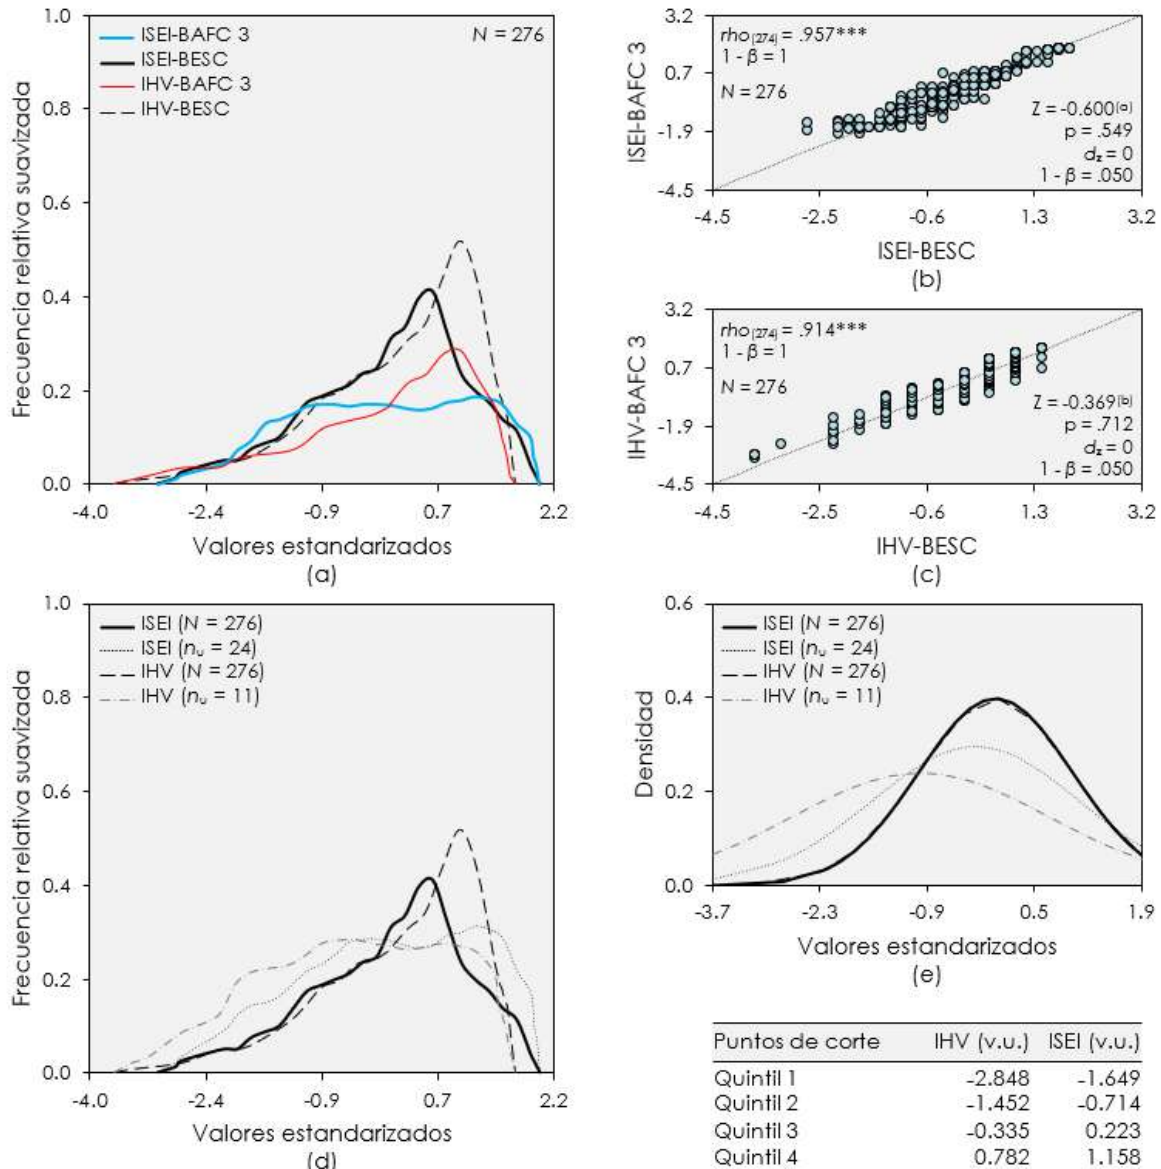 1.0
0.8
0.6
0.4
0.2
0.0
Frecuencia relativa suavizada
ISEI-BAFC 3
ISEI-BESC
IHV-BAFC 3
IHV-BESC
N = 276
-4.0 -2.4 -0.9 0.7 2.2
Valores estandarizados
(a)
3.2
0.7
-1.9
-4.5
ISEI-BAFC 3
rho(274) = .957***
1 - β = 1
N = 276
Z = -0.600(a)
p = .549
dz = 0
1 - β = .050
-4.5 -2.5 -0.6 1.3 3.2
ISEI-BESC
(b)
3.2
0.7
-1.9
-4.5
IHV-BAFC 3
rho(274) = .914***
1 - β = 1
N = 276
Z = -0.369(b)
p = .712
dz = 0
1 - β = .050
-4.5 -2.5 -0.6 1.3 3.2
IHV-BESC
(c)
1.0
0.8
0.6
0.4
0.2
0.0
Frecuencia relativa suavizada
ISEI (N = 276)
ISEI (nu = 24)
IHV (N = 276)
IHV (nu = 11)
-4.0 -2.4 -0.9 0.7 2.2
Valores estandarizados
(d)
0.6
0.4
0.2
0.0
Densidad
ISEI (N = 276)
ISEI (nu = 24)
IHV (N = 276)
IHV (nu = 11)
-3.7 -2.3 -0.9 0.5 1.9
Valores estandarizados
(e)
Puntos de corte IHV (v.u.) ISEI (v.u.)
Quintil 1 -2.848 -1.649
Quintil 2 -1.452 -0.714
Quintil 3 -0.335 0.223
Quintil 4 0.782 1.158